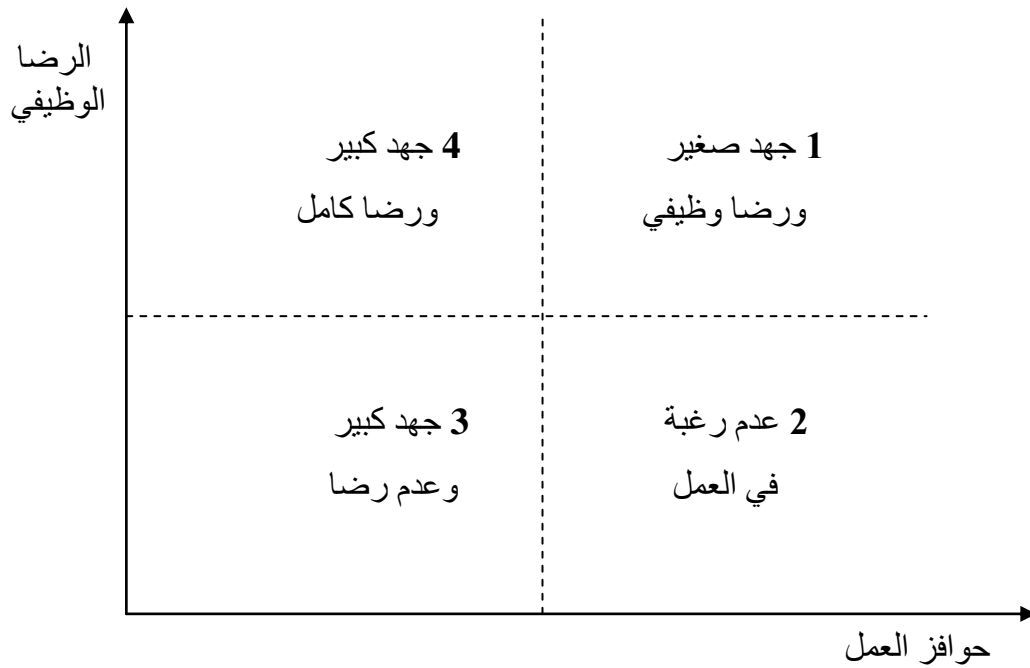 الرضا
الوظيفي
1 جهد صغير
ورضا وظيفي
4 جهد كبير
ورضا كامل
2 عدم رغبة
في العمل
3 جهد كبير
وعدم رضا
حوافز العمل